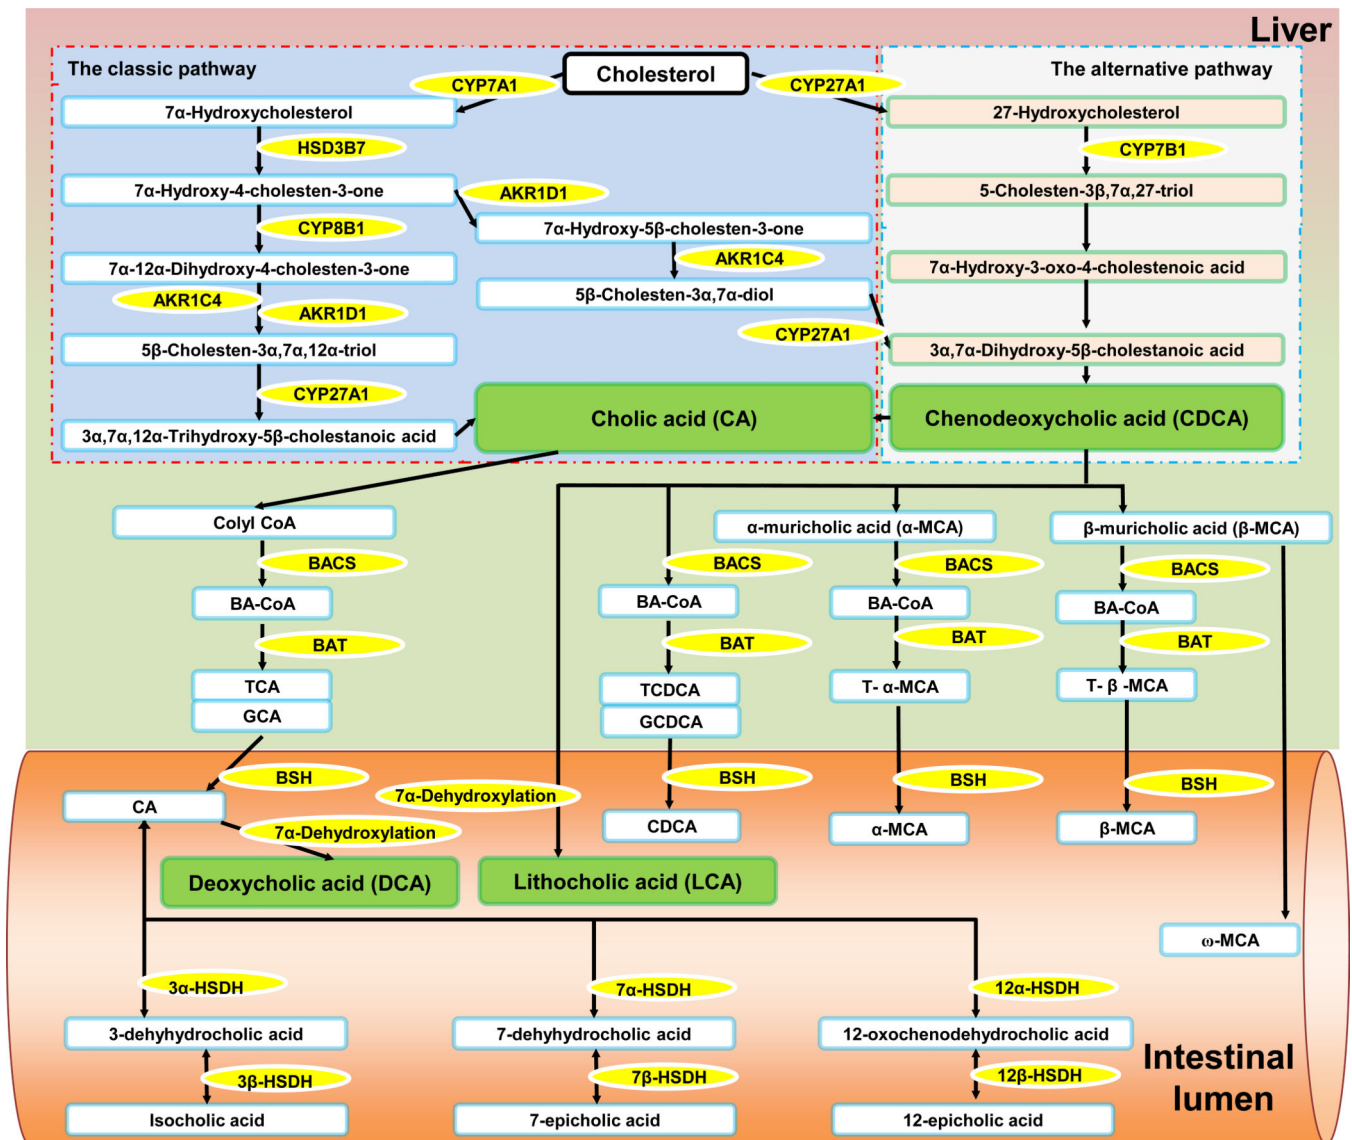 Liver
The classic pathway
Cholesterol
The alternative pathway
CYP7A1
CYP27A1
7α-Hydroxycholesterol
27-Hydroxycholesterol
HSD3B7
CYP7B1
7α-Hydroxy-4-cholesten-3-one
AKR1D1
5-Cholesten-3β,7α,27-triol
CYP8B1
7α-Hydroxy-5β-cholesten-3-one
7α-12α-Dihydroxy-4-cholesten-3-one
AKR1C4
7α-Hydroxy-3-oxo-4-cholestenoic acid
AKR1C4
AKR1D1
5β-Cholesten-3α,7α-diol
CYP27A1
5β-Cholesten-3α,7α,12α-triol
3α,7α-Dihydroxy-5β-cholestanoic acid
CYP27A1
Cholic acid (CA)
Chenodeoxycholic acid (CDCA)
3α,7α,12α-Trihydroxy-5β-cholestanoic acid
Colyl CoA
α-muricholic acid (α-MCA)
β-muricholic acid (β-MCA)
BACS
BACS
BACS
BACS
BA-CoA
BA-CoA
BA-CoA
BA-CoA
BAT
BAT
BAT
BAT
TCA
TCDCA
T- α-MCA
T- β -MCA
GCA
GCDCA
BSH
BSH
BSH
BSH
7α-Dehydroxylation
CA
CDCA
α-MCA
β-MCA
7α-Dehydroxylation
Deoxycholic acid (DCA)
Lithocholic acid (LCA)
ω-MCA
3α-HSDH
7α-HSDH
12α-HSDH
3-dehyhydrocholic acid
7-dehyhydrocholic acid
12-oxochenodehydrocholic acid
3β-HSDH
7β-HSDH
12β-HSDH
Intestinal
lumen
Isocholic acid
7-epicholic acid
12-epicholic acid